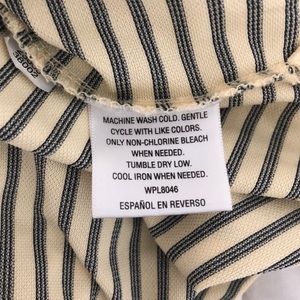 MACHINE WASH COLD. GENTLE
CYCLE WITH LIKE COLORS.
ONLY NON-CHLORINE BLEACH
WHEN NEEDED.
TUMBLE DRY LOW.
COOL IRON WHEN NEEDED.
WPL8046
ESPAÑOL EN REVERSO